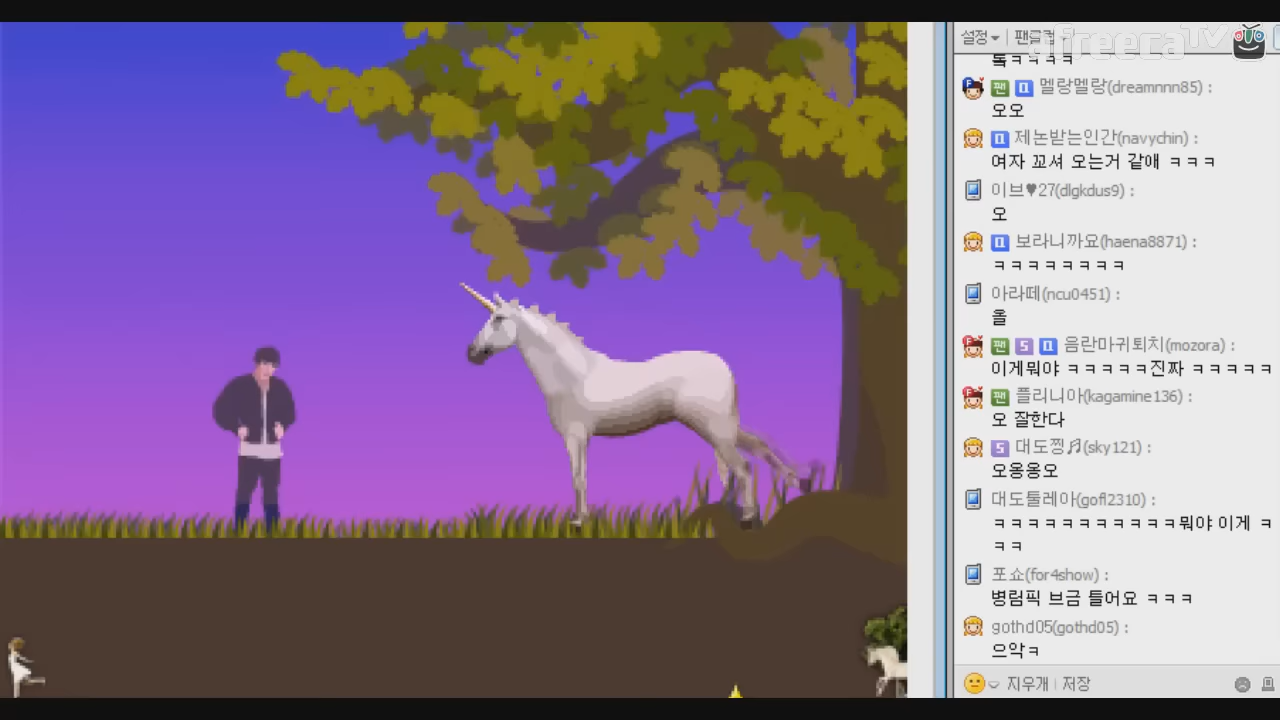 설정 팬클럽
afreecaTV
톸ㅋㅋㅋㅋ
팬 멜랑멜랑(dreamnnn85) :
오오
제논받는인간(navychin) :
여자 꼬셔 오는거 같애 ㅋㅋㅋ
이브♥27(dlgkdus9) :
오
보라니까요(haena8871) :
ㅋㅋㅋㅋㅋㅋㅋㅋ
아라떼(ncu0451) :
올
팬 S 음란마귀퇴치(mozora) :
이게뭐야 ㅋㅋㅋㅋㅋ진짜 ㅋㅋㅋㅋㅋ
팬 플리니아(kagamine136) :
오 잘한다
S 대도찡♬(sky121) :
오옹옹오
대도툴레아(gofl2310) :
ㅋㅋㅋㅋㅋㅋㅋㅋㅋㅋㅋ뭐야 이게 ㅋ
ㅋㅋ
포쇼(for4show) :
병림픽 브금 틀어요 ㅋㅋㅋ
gothd05(gothd05) :
으악ㅋ
지우개 저장